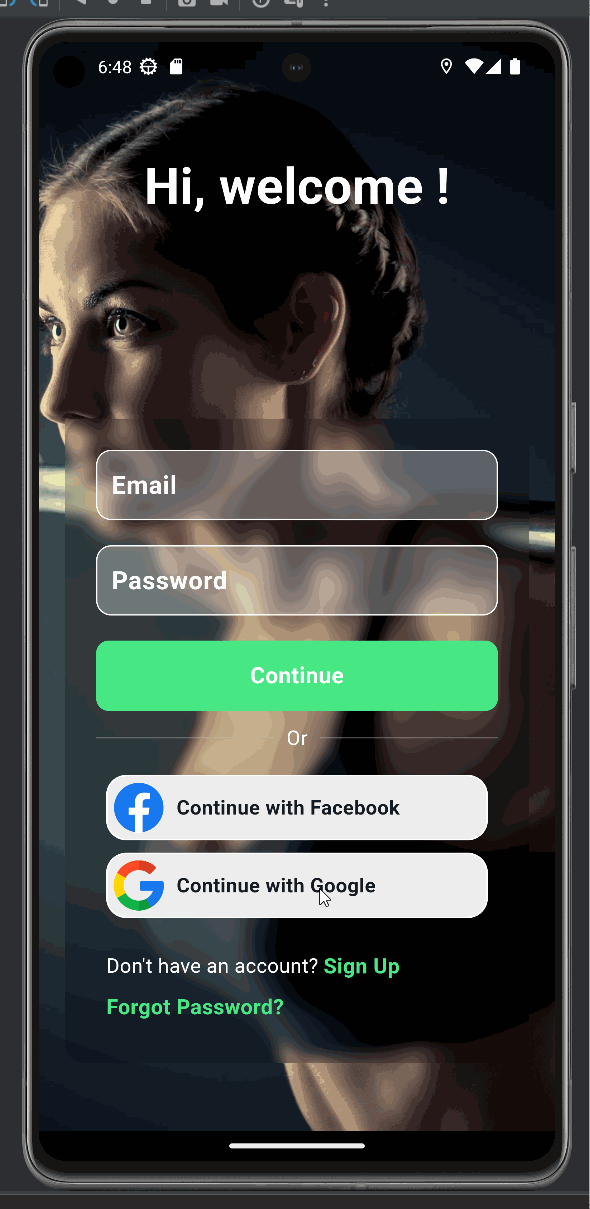 6:48
Hi, welcome !
Email
Password
Continue
Or
Continue with Facebook
Continue with Google
Don't have an account? Sign Up
Forgot Password?